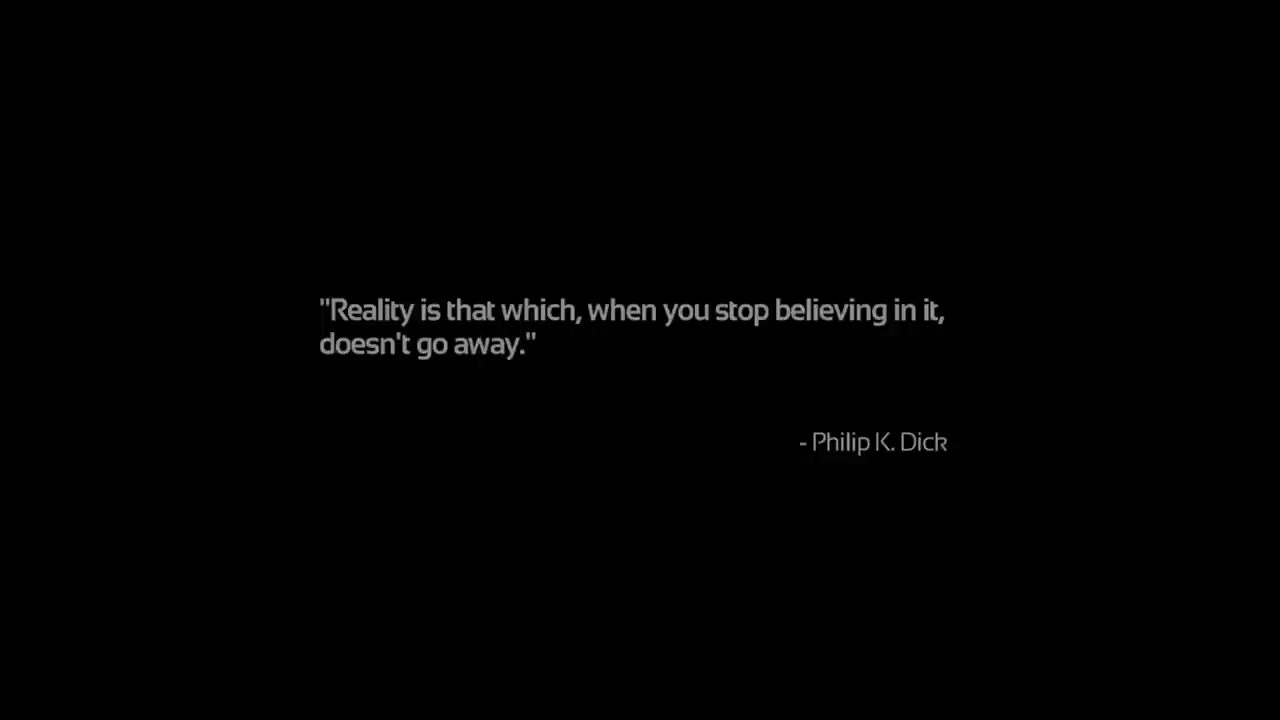 "Reality is that which, when you stop believing in it,
doesn't go away."
- Philip K. Dick